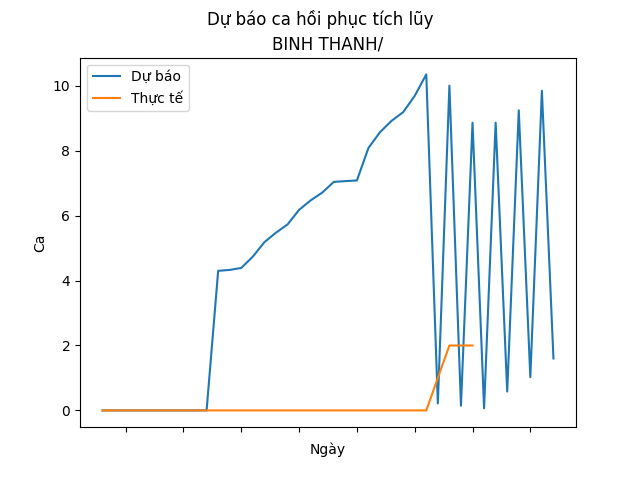 Dự báo ca hồi phục tích lũy
BINH THANH/
Dự báo
Thực tế
10
8
6
4
2
0
Ca
Ngày